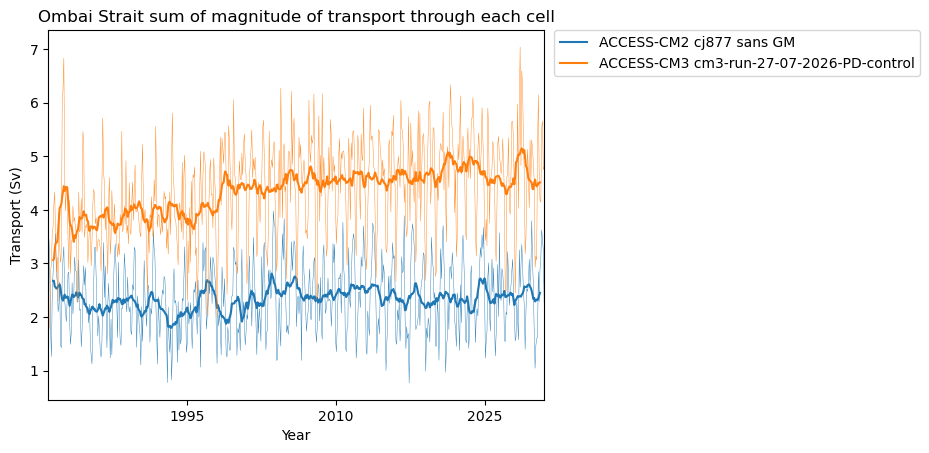 Ombai Strait sum of magnitude of transport through each cell
ACCESS-CM2 cj877 sans GM
ACCESS-CM3 cm3-run-27-07-2026-PD-control
7
6
5
4
3
2
1
Transport (Sv)
1995
2010
2025
Year